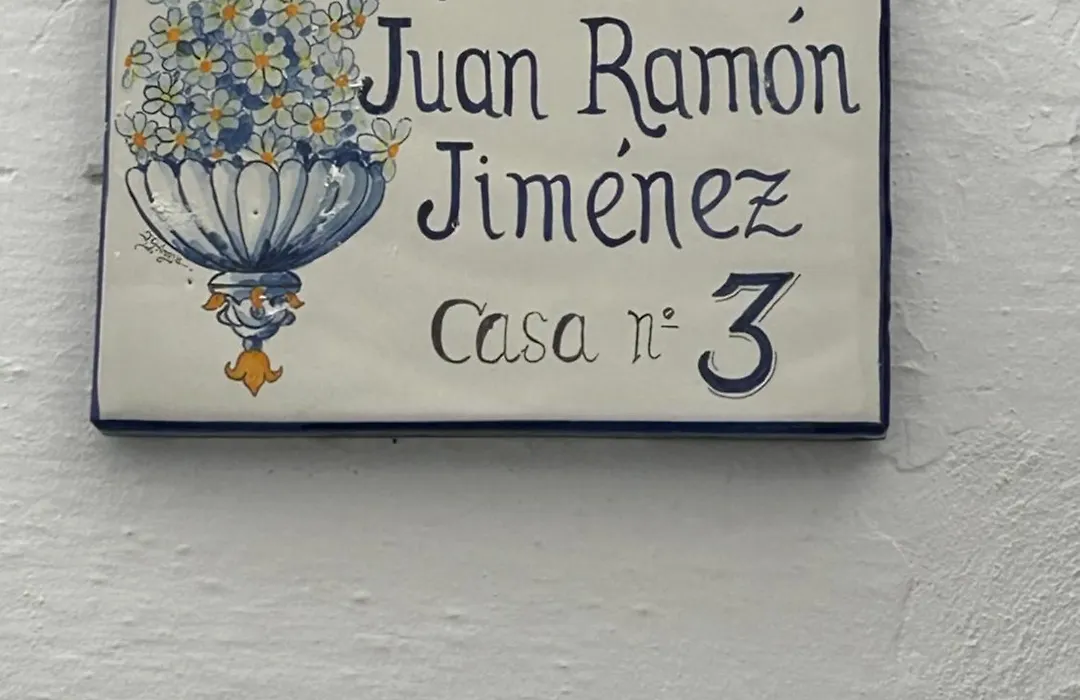 Juan Ramón
Jiménez
Casa nº 3